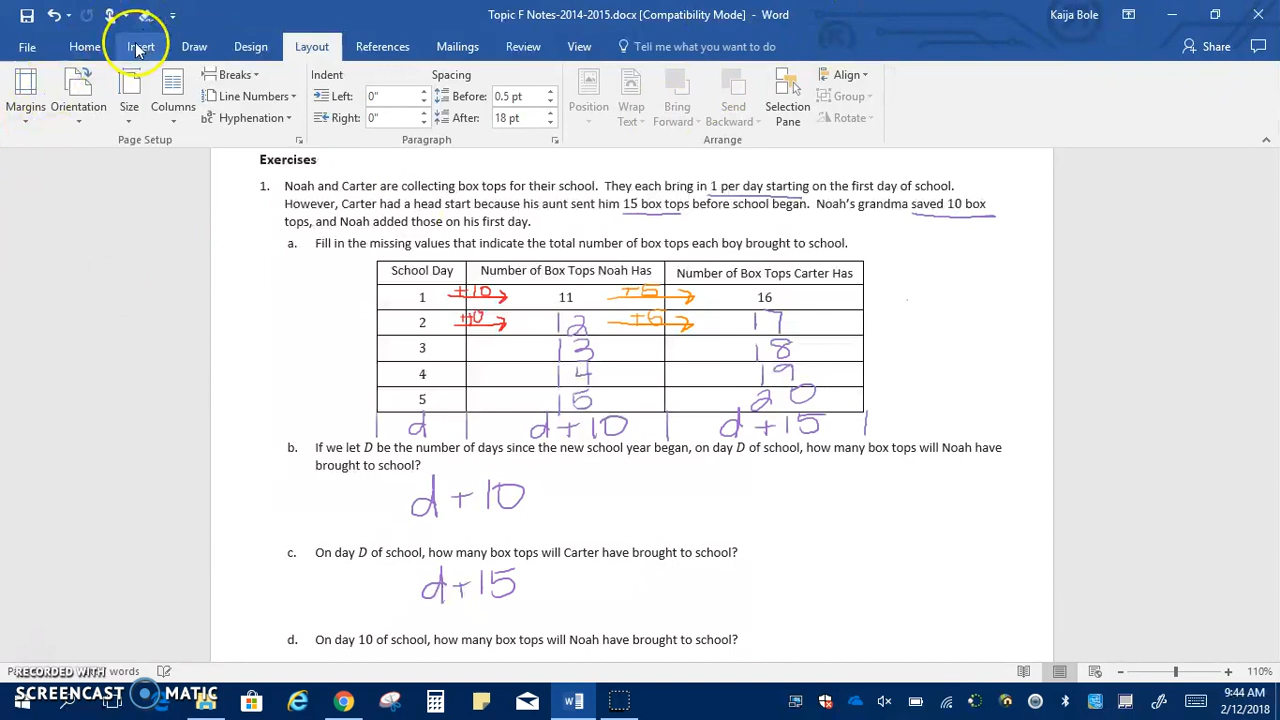 Topic F Notes-2014-2015.docx [Compatibility Mode] - Word
Kaija Bole
File Home Insert Draw Design Layout References Mailings Review View Tell me what you want to do Share
Margins Orientation Size Columns
Breaks
Line Numbers
Hyphenation
Page Setup
Indent Spacing
Left: 0" Before: 0.5 pt
Right: 0" After: 18 pt
Paragraph
Position Wrap Text Bring Forward Send Backward Selection Pane
Align
Group
Rotate
Arrange
Exercises
1. Noah and Carter are collecting box tops for their school. They each bring in 1 per day starting on the first day of school.
However, Carter had a head start because his aunt sent him 15 box tops before school began. Noah's grandma saved 10 box
tops, and Noah added those on his first day.
a. Fill in the missing values that indicate the total number of box tops each boy brought to school.
School Day Number of Box Tops Noah Has Number of Box Tops Carter Has
1 +10 11 +5 16
2 +10 12 +5 17
3 13 18
4 14 19
5 15 20
d d+10 d+15
b. If we let D be the number of days since the new school year began, on day D of school, how many box tops will Noah have
brought to school?
d+10
c. On day D of school, how many box tops will Carter have brought to school?
d+15
d. On day 10 of school, how many box tops will Noah have brought to school?
words
110%
RECORDED WITH
SCREENCAST MATIC
9:44 AM
2/12/2018